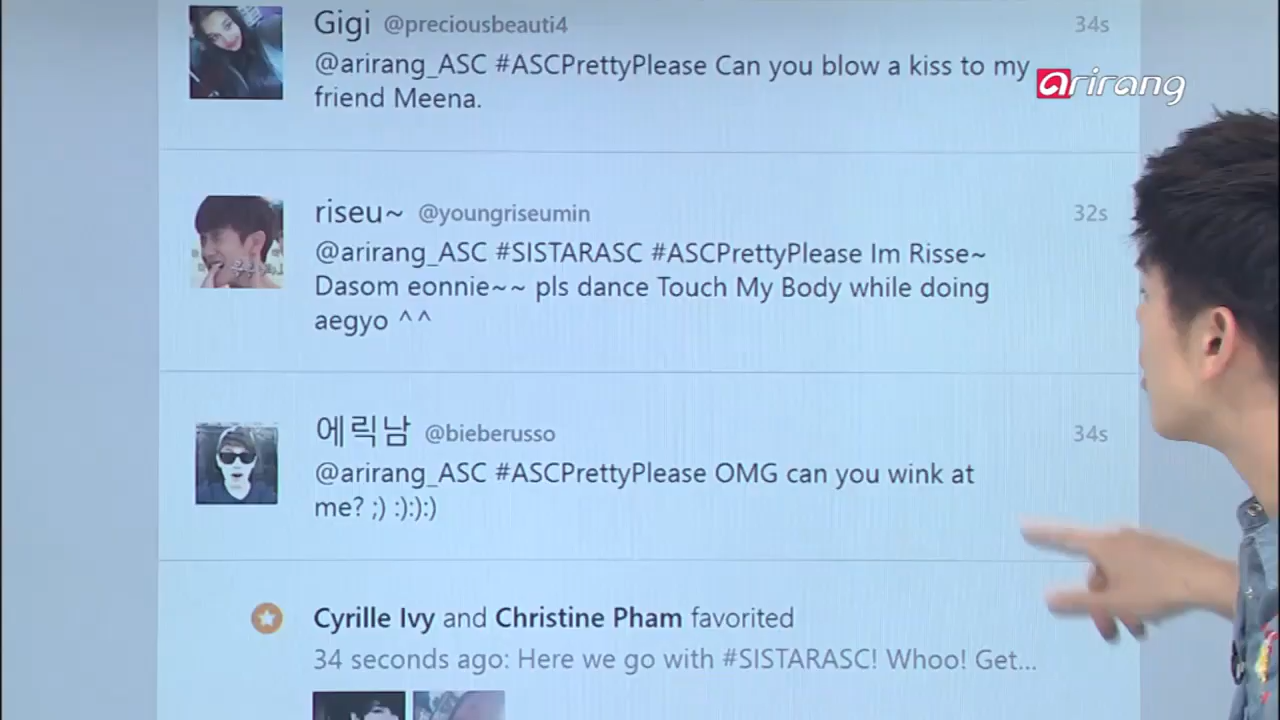 Gigi @preciousbeauti4 34s
@arirang_ASC #ASCPrettyPlease Can you blow a kiss to my
friend Meena.
arirang
riseu~ @youngriseumin 32s
@arirang_ASC #SISTARASC #ASCPrettyPlease Im Risse~
Dasom eonnie~~ pls dance Touch My Body while doing
aegyo ^^
에릭남 @bieberusso 34s
@arirang_ASC #ASCPrettyPlease OMG can you wink at
me? ;) :):):)
Cyrille Ivy and Christine Pham favorited
34 seconds ago: Here we go with #SISTARASC! Whoo! Get...